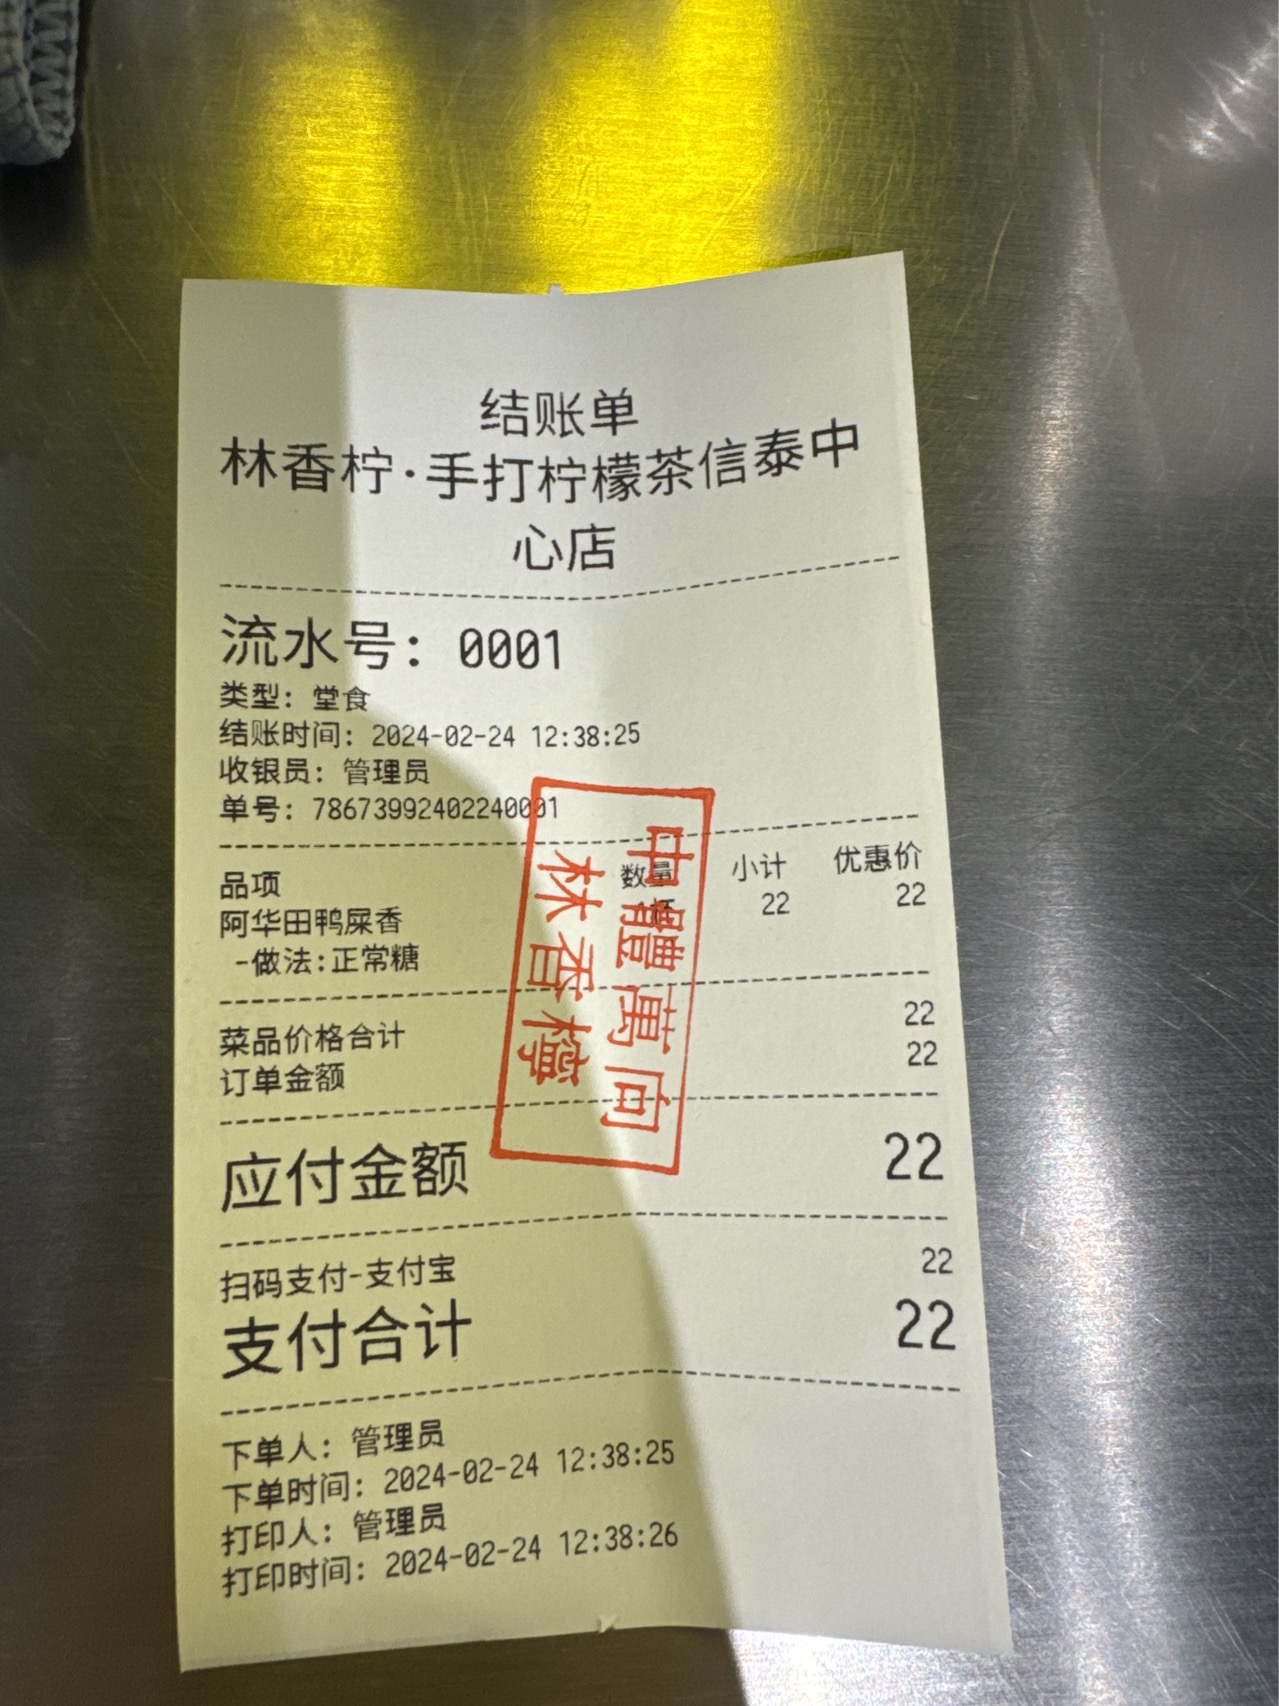 结账单
林香柠·手打柠檬茶信泰中
心店
流水号：0001
类型：堂食
结账时间：2024-02-24 12:38:25
收银员：管理员
单号：78673992402240001
品项 数量 小计 优惠价
阿华田鸭屎香 22 22
-做法:正常糖
菜品价格合计 22
订单金额 22
应付金额 22
扫码支付-支付宝 22
支付合计 22
下单人：管理员
下单时间：2024-02-24 12:38:25
打印人：管理员
打印时间：2024-02-24 12:38:26
中體萬向
林香檸